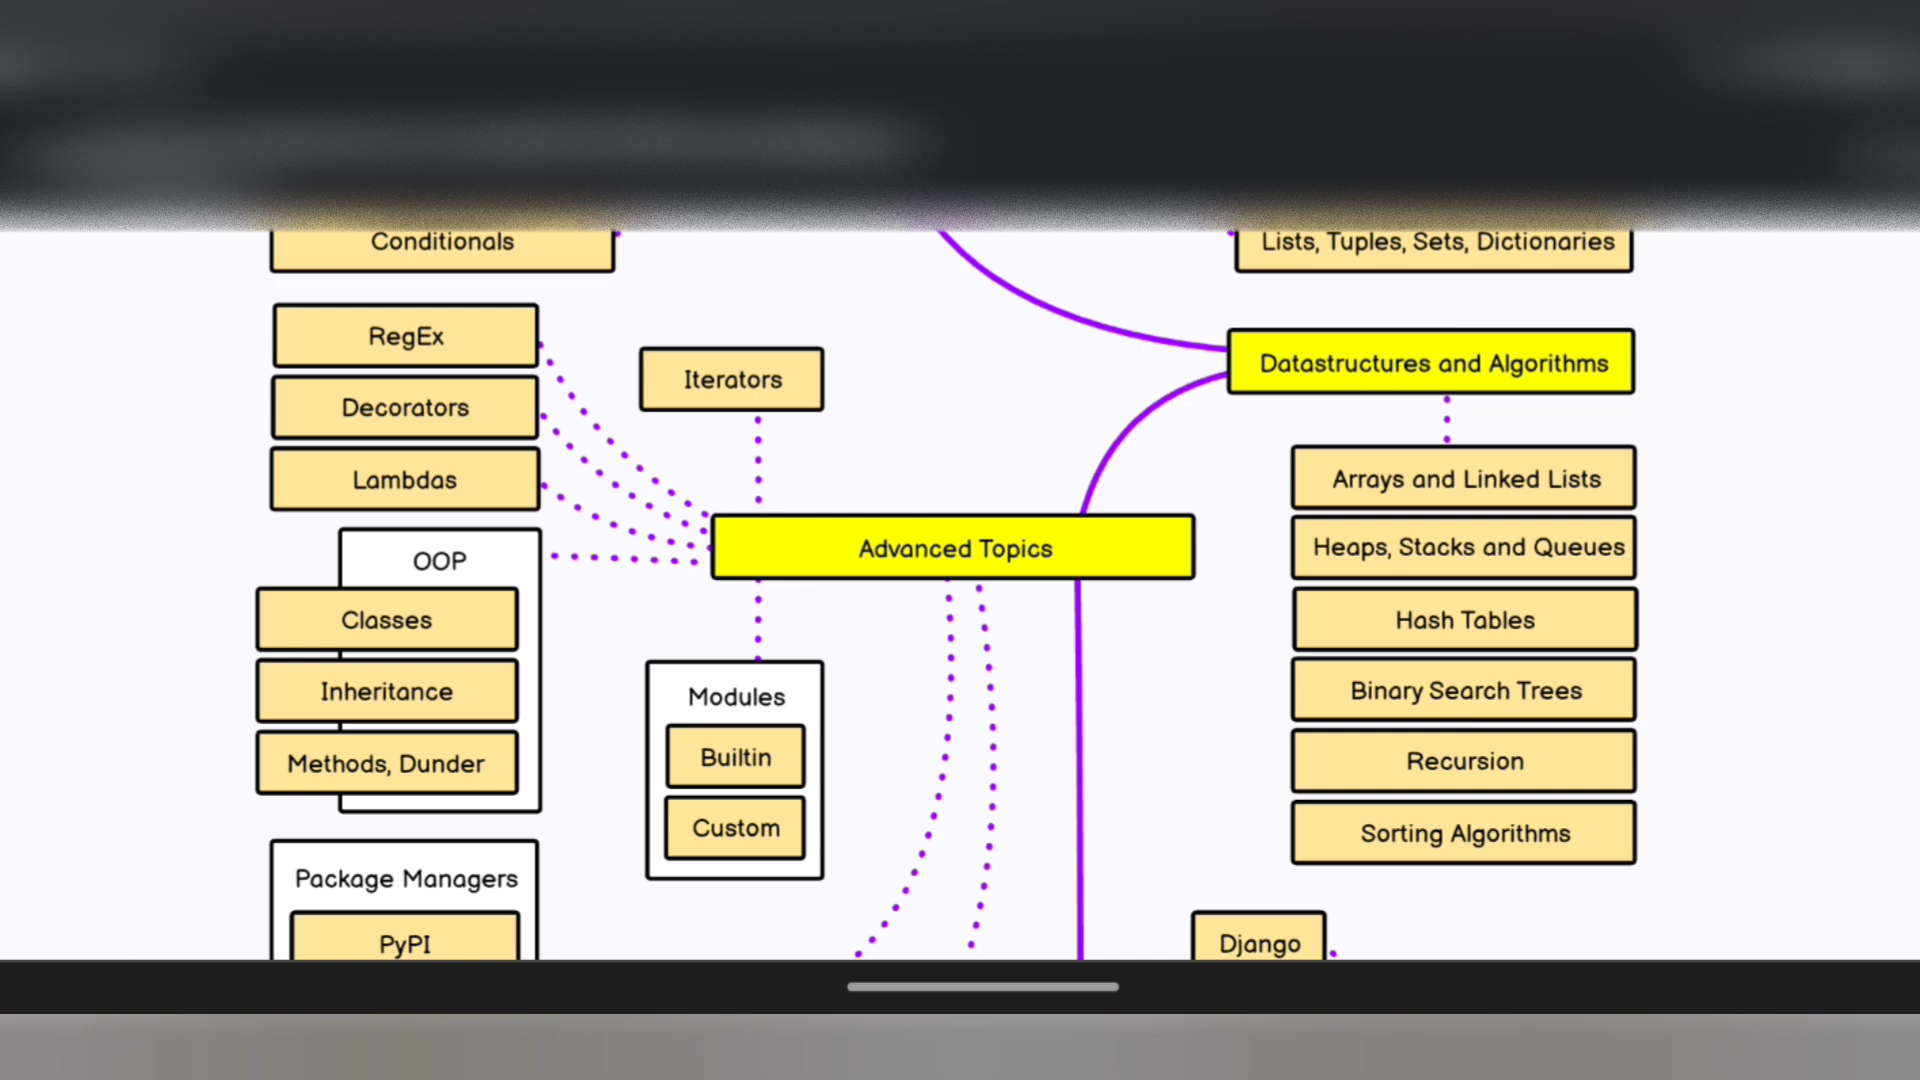 Conditionals
Lists, Tuples, Sets, Dictionaries
RegEx
Decorators
Lambdas
Iterators
Datastructures and Algorithms
Advanced Topics
OOP
Classes
Inheritance
Methods, Dunder
Modules
Builtin
Custom
Arrays and Linked Lists
Heaps, Stacks and Queues
Hash Tables
Binary Search Trees
Recursion
Sorting Algorithms
Package Managers
PyPI
Django